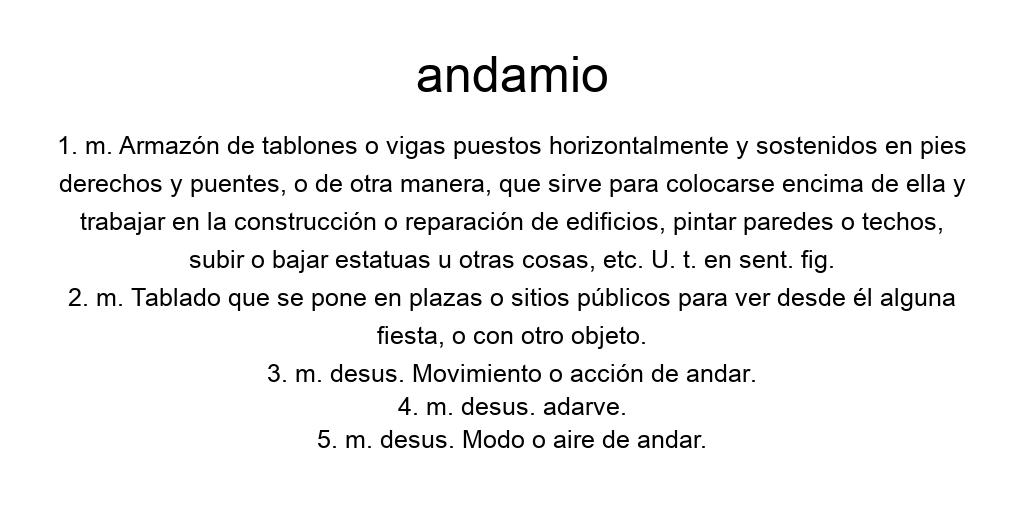 andamio
1. m. Armazón de tablones o vigas puestos horizontalmente y sostenidos en pies
derechos y puentes, o de otra manera, que sirve para colocarse encima de ella y
trabajar en la construcción o reparación de edificios, pintar paredes o techos,
subir o bajar estatuas u otras cosas, etc. U. t. en sent. fig.
2. m. Tablado que se pone en plazas o sitios públicos para ver desde él alguna
fiesta, o con otro objeto.
3. m. desus. Movimiento o acción de andar.
4. m. desus. adarve.
5. m. desus. Modo o aire de andar.